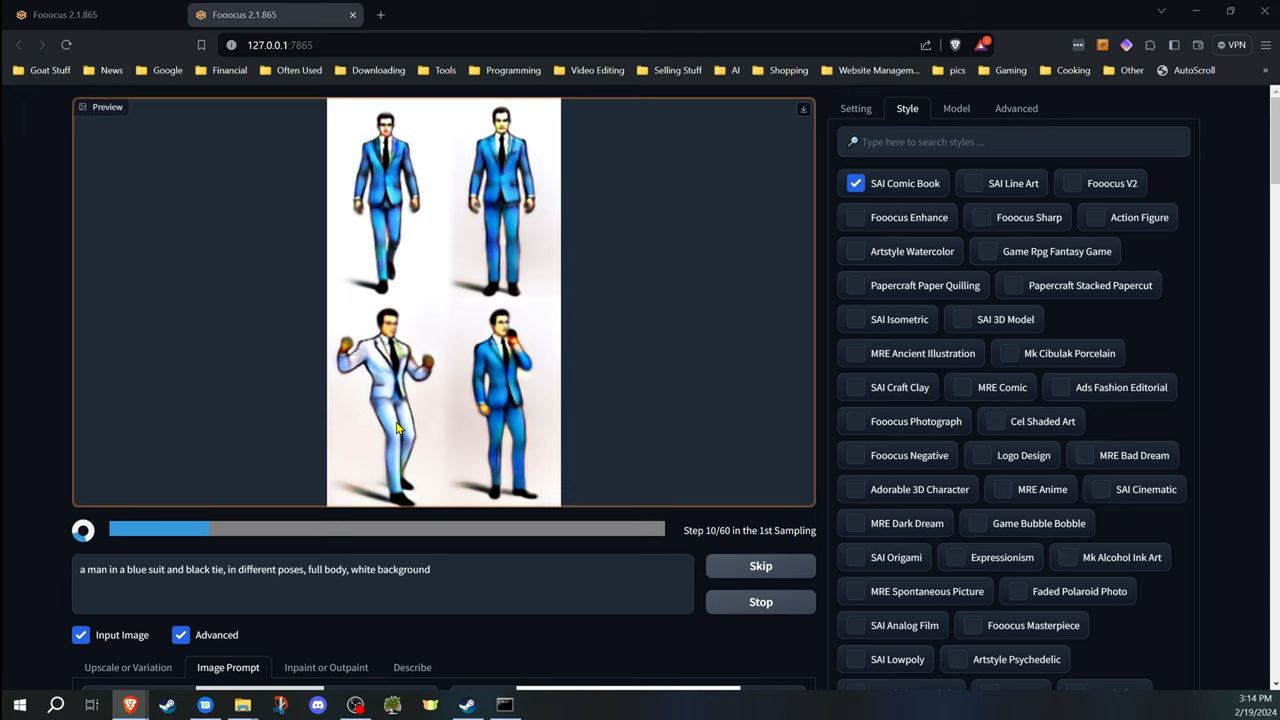 Fooocus 2.1.865
Fooocus 2.1.865
127.0.0.1:7865
1
VPN
Goat Stuff
News
Google
Financial
Often Used
Downloading
Tools
Programming
Video Editing
Selling Stuff
AI
Shopping
Website Managem...
pics
Gaming
Cooking
Other
AutoScroll
»
Preview
Setting
Style
Model
Advanced
Type here to search styles ...
SAI Comic Book
SAI Line Art
Fooocus V2
Fooocus Enhance
Fooocus Sharp
Action Figure
Artstyle Watercolor
Game Rpg Fantasy Game
Papercraft Paper Quilling
Papercraft Stacked Papercut
SAI Isometric
SAI 3D Model
MRE Ancient Illustration
Mk Cibulak Porcelain
SAI Craft Clay
MRE Comic
Ads Fashion Editorial
Fooocus Photograph
Cel Shaded Art
Fooocus Negative
Logo Design
MRE Bad Dream
Adorable 3D Character
MRE Anime
SAI Cinematic
MRE Dark Dream
Game Bubble Bobble
SAI Origami
Expressionism
Mk Alcohol Ink Art
MRE Spontaneous Picture
Faded Polaroid Photo
SAI Analog Film
Fooocus Masterpiece
SAI Lowpoly
Artstyle Psychedelic
Step 10/60 in the 1st Sampling
a man in a blue suit and black tie, in different poses, full body, white background
Skip
Stop
Input Image
Advanced
Upscale or Variation
Image Prompt
Inpaint or Outpaint
Describe
3:14 PM
2/19/2024